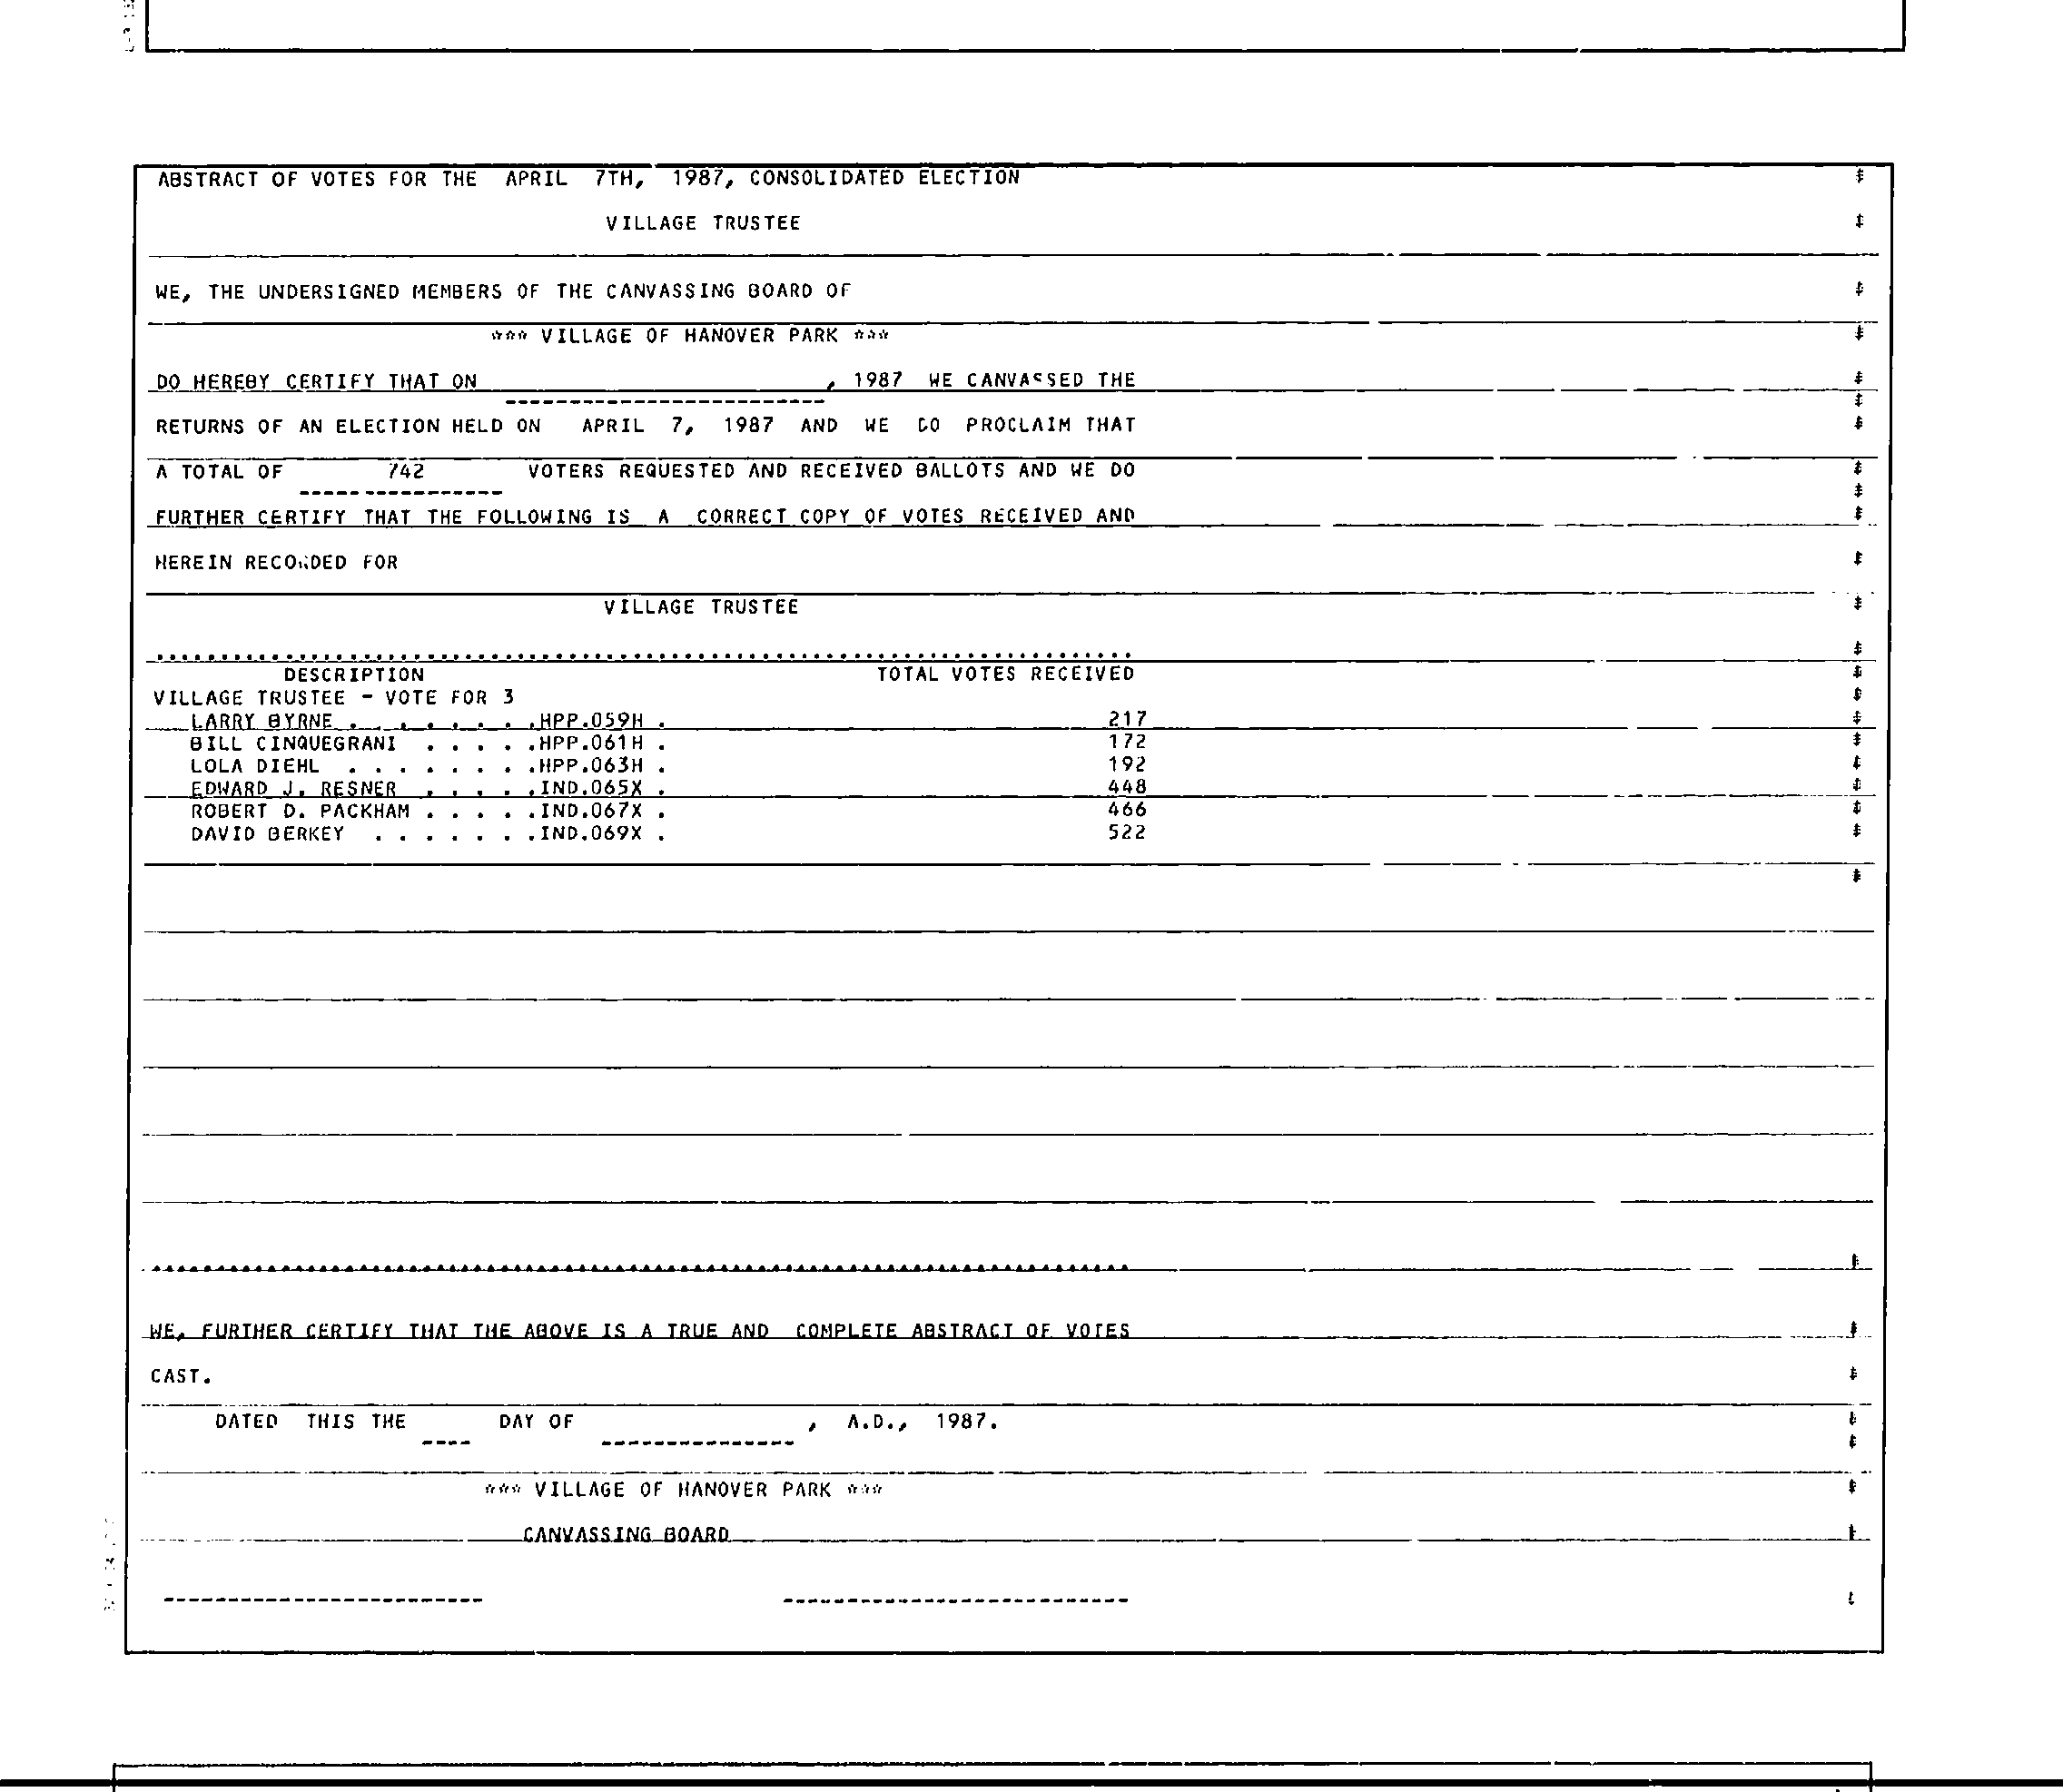 ABSTRACT OF VOTES FOR THE APRIL 7TH, 1987, CONSOLIDATED ELECTION
VILLAGE TRUSTEE
WE, THE UNDERSIGNED MEMBERS OF THE CANVASSING BOARD OF
*** VILLAGE OF HANOVER PARK ***
DO HEREBY CERTIFY THAT ON , 1987 WE CANVASSED THE
------------------------
RETURNS OF AN ELECTION HELD ON APRIL 7, 1987 AND WE DO PROCLAIM THAT
A TOTAL OF 742 VOTERS REQUESTED AND RECEIVED BALLOTS AND WE DO
----------------
FURTHER CERTIFY THAT THE FOLLOWING IS A CORRECT COPY OF VOTES RECEIVED AND
HEREIN RECORDED FOR
VILLAGE TRUSTEE
DESCRIPTION TOTAL VOTES RECEIVED
VILLAGE TRUSTEE - VOTE FOR 3
LARRY BYRNE . . . . . . . .HPP.059H . 217
BILL CINQUEGRANI . . . . .HPP.061H . 172
LOLA DIEHL . . . . . . . .HPP.063H . 192
EDWARD J. RESNER . . . . .IND.065X . 448
ROBERT D. PACKHAM . . . . .IND.067X . 466
DAVID BERKEY . . . . . . .IND.069X . 522
WE, FURTHER CERTIFY THAT THE ABOVE IS A TRUE AND COMPLETE ABSTRACT OF VOTES
CAST.
DATED THIS THE DAY OF , A.D., 1987.
---- ---------------
*** VILLAGE OF HANOVER PARK ***
CANVASSING BOARD
------------------------- ---------------------------